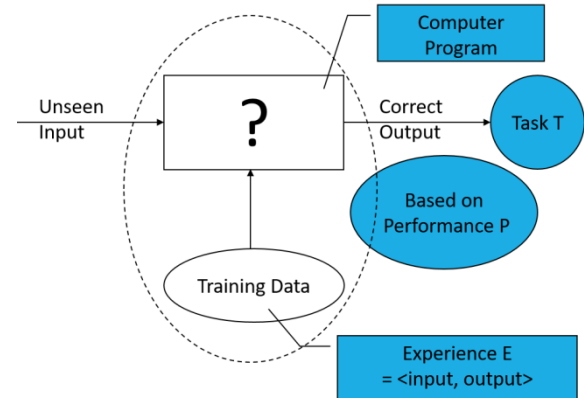 Computer
Program
Unseen
Input
?
Correct
Output
Task T
Based on
Performance P
Training Data
Experience E
= <input, output>